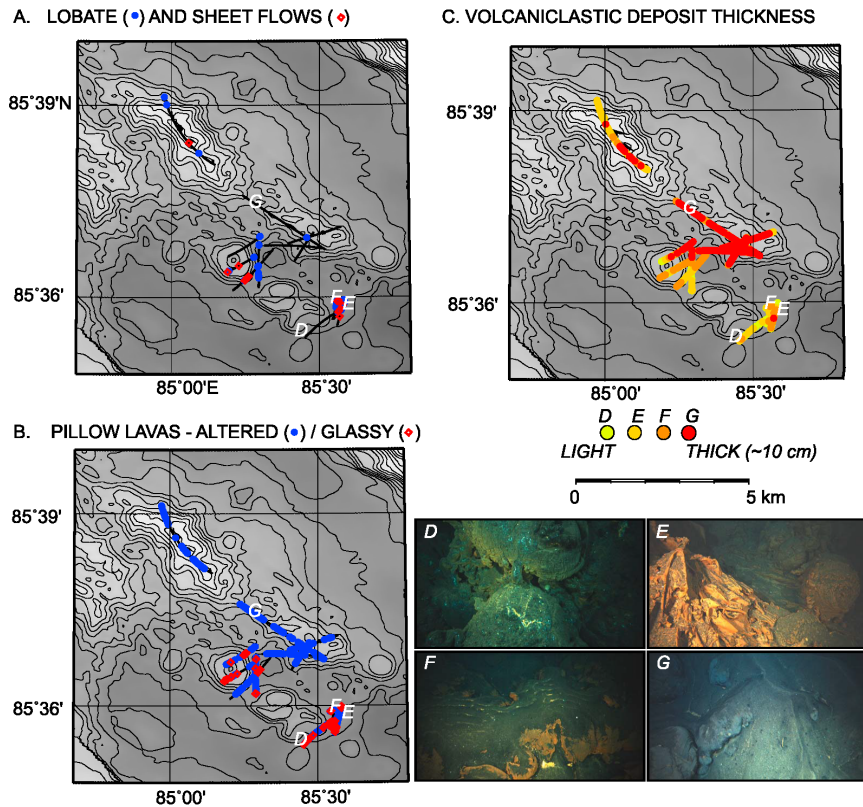 A. LOBATE (•) AND SHEET FLOWS (⋄)
85°39'N
85°36'
85°00'E
85°30'
G
F
E
D
C. VOLCANICLASTIC DEPOSIT THICKNESS
85°39'
85°36'
85°00'
85°30'
G
F
E
D
D E F G
LIGHT THICK (~10 cm)
0 5 km
B. PILLOW LAVAS - ALTERED (•) / GLASSY (⋄)
85°39'
85°36'
85°00'
85°30'
G
F
E
D
D
E
F
G